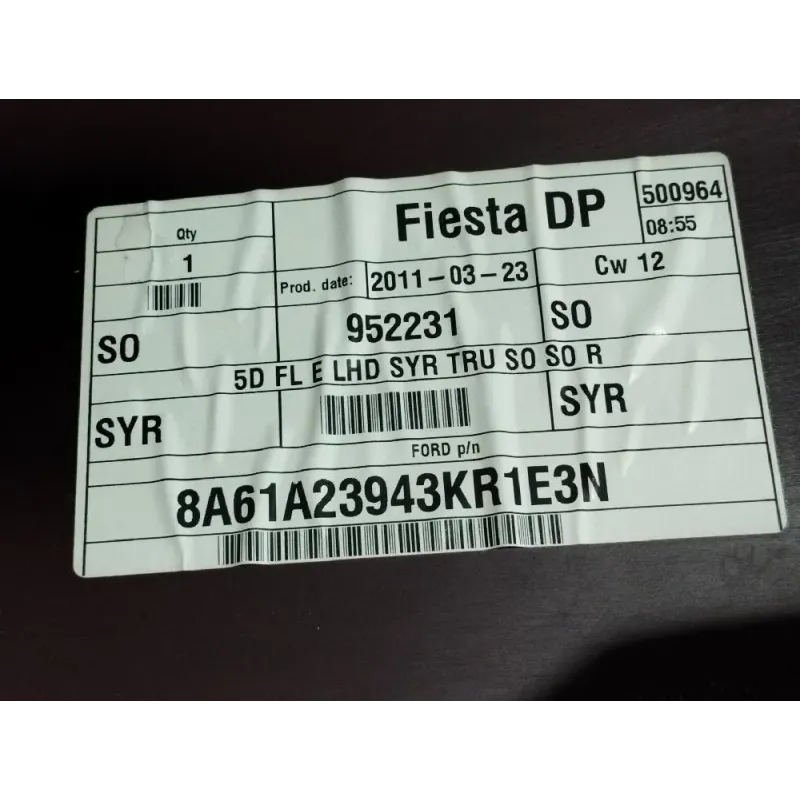 Qty
1
Fiesta DP
500964
08:55
Prod. date: 2011-03-23
Cw 12
SO
952231
SO
5D FL E LHD SYR TRU SO SO R
SYR
SYR
FORD p/n
8A61A23943KR1E3N